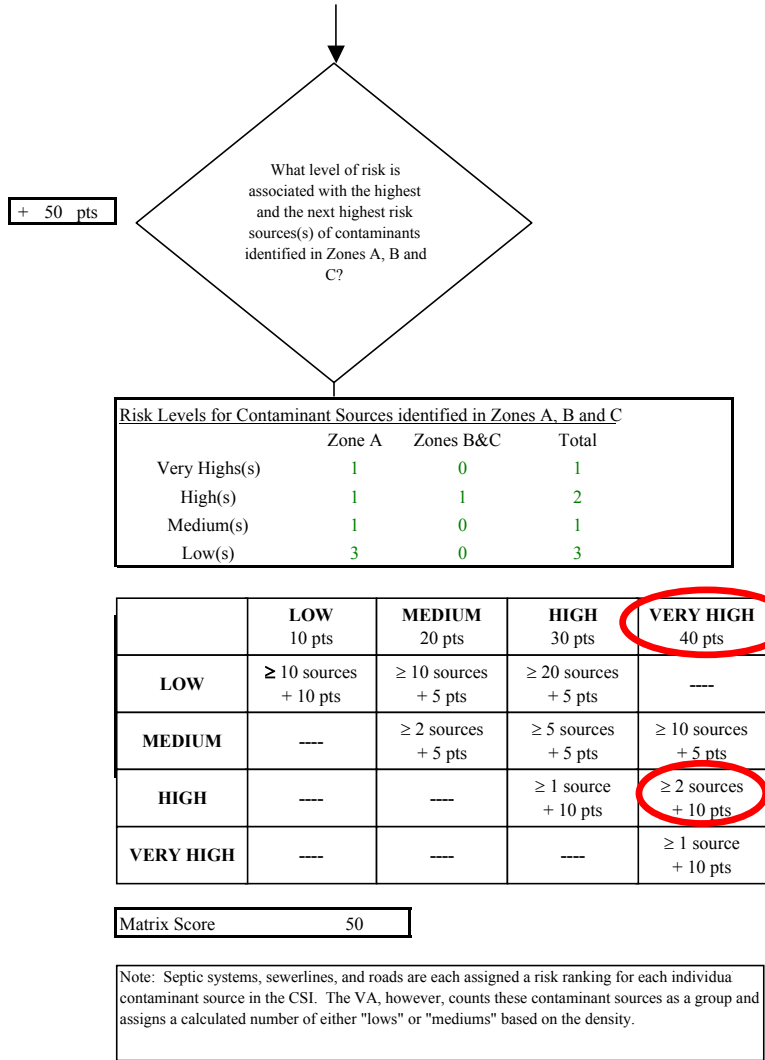 What level of risk is
associated with the highest
and the next highest risk
sources(s) of contaminants
identified in Zones A, B and
C?
+ 50 pts
Risk Levels for Contaminant Sources identified in Zones A, B and C
Zone A Zones B&C Total
Very Highs(s) 1 0 1
High(s) 1 1 2
Medium(s) 1 0 1
Low(s) 3 0 3
LOW MEDIUM HIGH VERY HIGH
10 pts 20 pts 30 pts 40 pts
LOW ≥ 10 sources + 10 pts ≥ 10 sources + 5 pts ≥ 20 sources + 5 pts ----
MEDIUM ---- ≥ 2 sources + 5 pts ≥ 5 sources + 5 pts ≥ 10 sources + 5 pts
HIGH ---- ---- ≥ 1 source + 10 pts ≥ 2 sources + 10 pts
VERY HIGH ---- ---- ---- ≥ 1 source + 10 pts
Matrix Score 50
Note: Septic systems, sewerlines, and roads are each assigned a risk ranking for each individua
contaminant source in the CSI. The VA, however, counts these contaminant sources as a group and
assigns a calculated number of either "lows" or "mediums" based on the density.